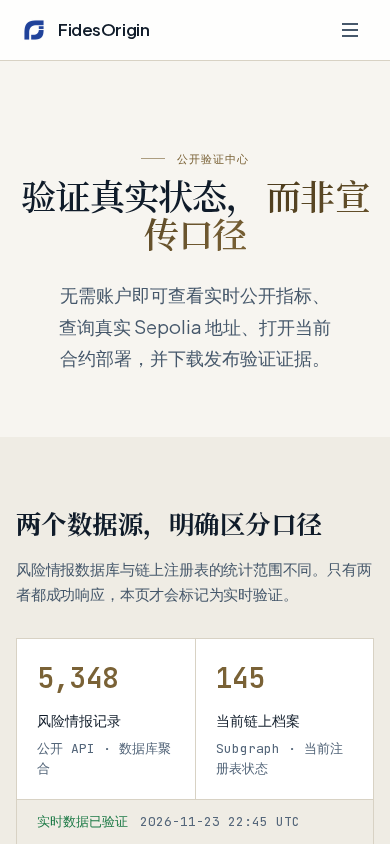 FidesOrigin
公开验证中心
验证真实状态， 而非宣
传口径
无需账户即可查看实时公开指标、
查询真实 Sepolia 地址、打开当前
合约部署，并下载发布验证证据。
两个数据源，明确区分口径
风险情报数据库与链上注册表的统计范围不同。只有两
者都成功响应，本页才会标记为实时验证。
5,348
风险情报记录
公开 API · 数据库聚
合
145
当前链上档案
Subgraph · 当前注
册表状态
实时数据已验证 2026-11-23 22:45 UTC